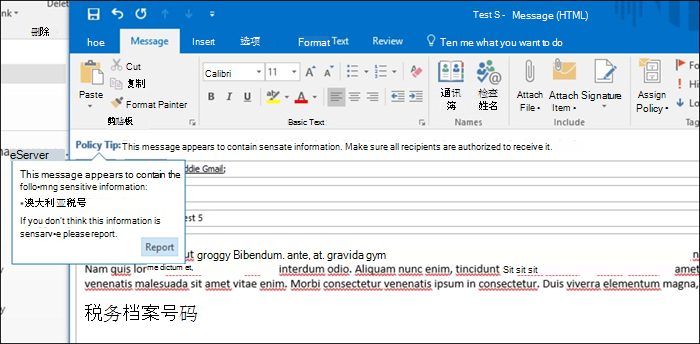 Test S - Message (HTML)
hoe Message Insert 选项 Format Text Review Ten me what you want to do
删除
Cut
复制
Format Painter
Paste
剪贴板
Calibri 11
B I U
Basic Text
通讯簿
检查姓名
Names
Attach File
Attach Item
Signature
Include
Assign Policy
eServer
Policy Tip: This message appears to contain sensate information. Make sure all recipients are authorized to receive it.
This message appears to contain the
follo•mng sensitive information:
•澳大利亚税号
If you don't think this information is
sensarv•e please report.
Report
ddie Gmail;
est 5
ut groggy Bibendum. ante, at. gravida gym
Nam quis lor me dictum et, interdum odio. Aliquam nunc enim, tincidunt Sit sit sit amet
venenatis malesuada sit amet vitae enim. Morbi consectetur venenatis ipsum in consectetur. Duis viverra elementum magna,
税务档案号码